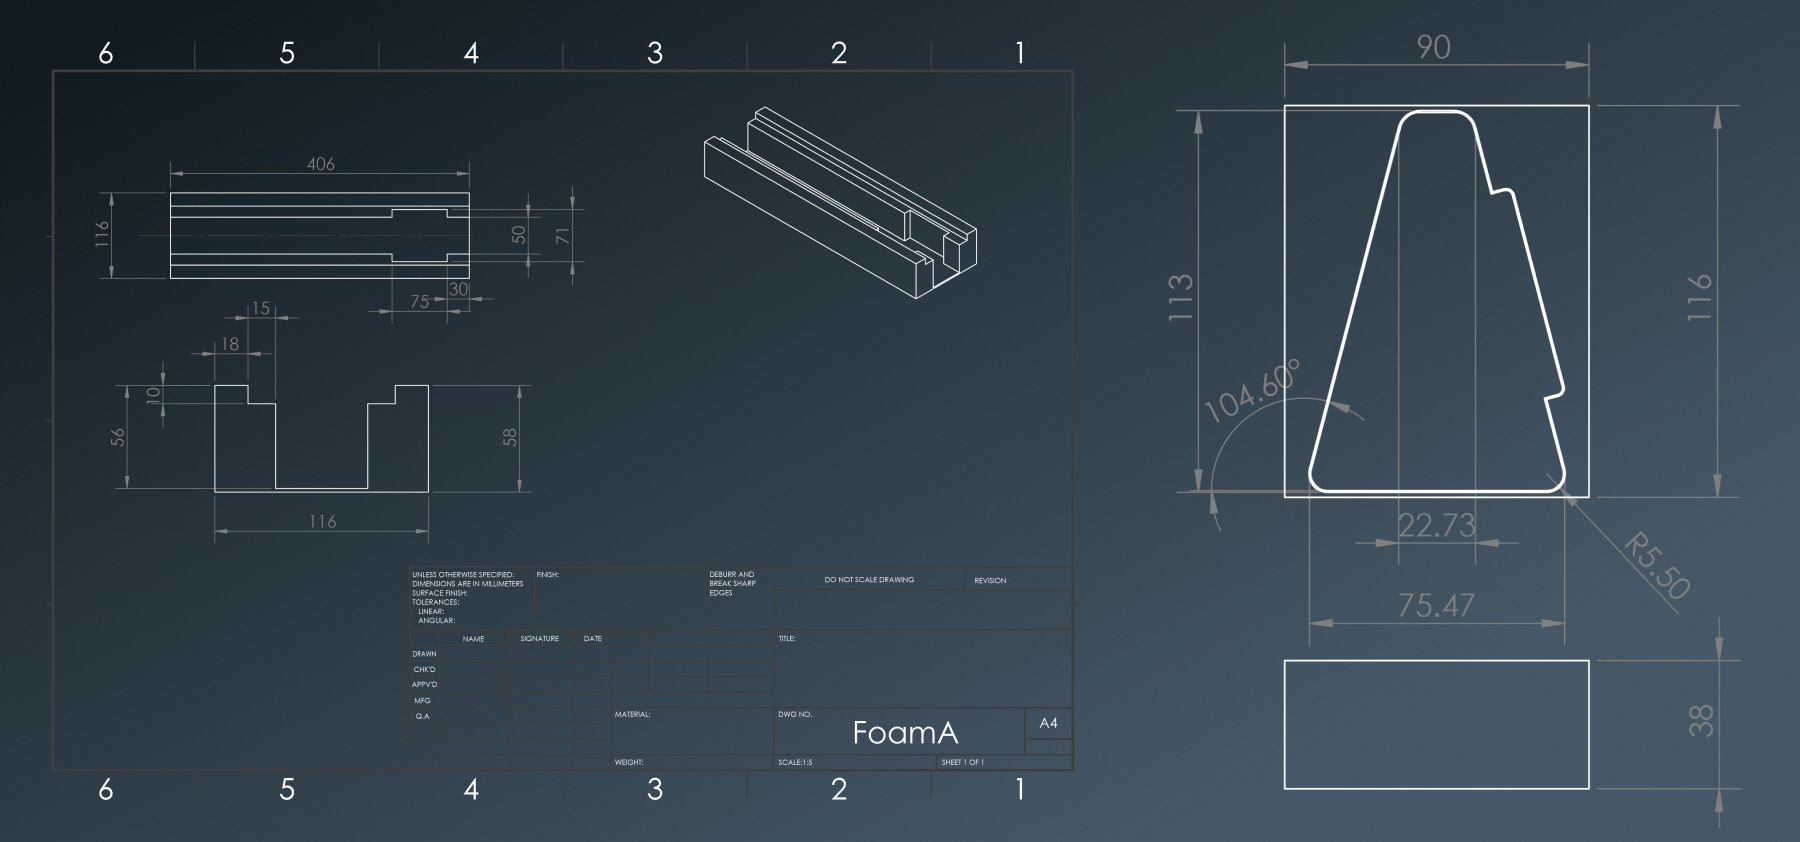 6 5 4 3 2 1
406
116
50
71
30
75
15
18
10
56
58
116
90
113
116
104.60°
22.73
R5.50
75.47
38
UNLESS OTHERWISE SPECIFIED:
DIMENSIONS ARE IN MILLIMETERS
SURFACE FINISH:
TOLERANCES:
LINEAR:
ANGULAR:
FINISH:
DEBURR AND
BREAK SHARP
EDGES
DO NOT SCALE DRAWING
REVISION
NAME SIGNATURE DATE
TITLE:
DRAWN
CHK'D
APPV'D
MFG
Q.A
MATERIAL:
DWG NO.
FoamA
A4
WEIGHT:
SCALE:1:5
SHEET 1 OF 1
6 5 4 3 2 1